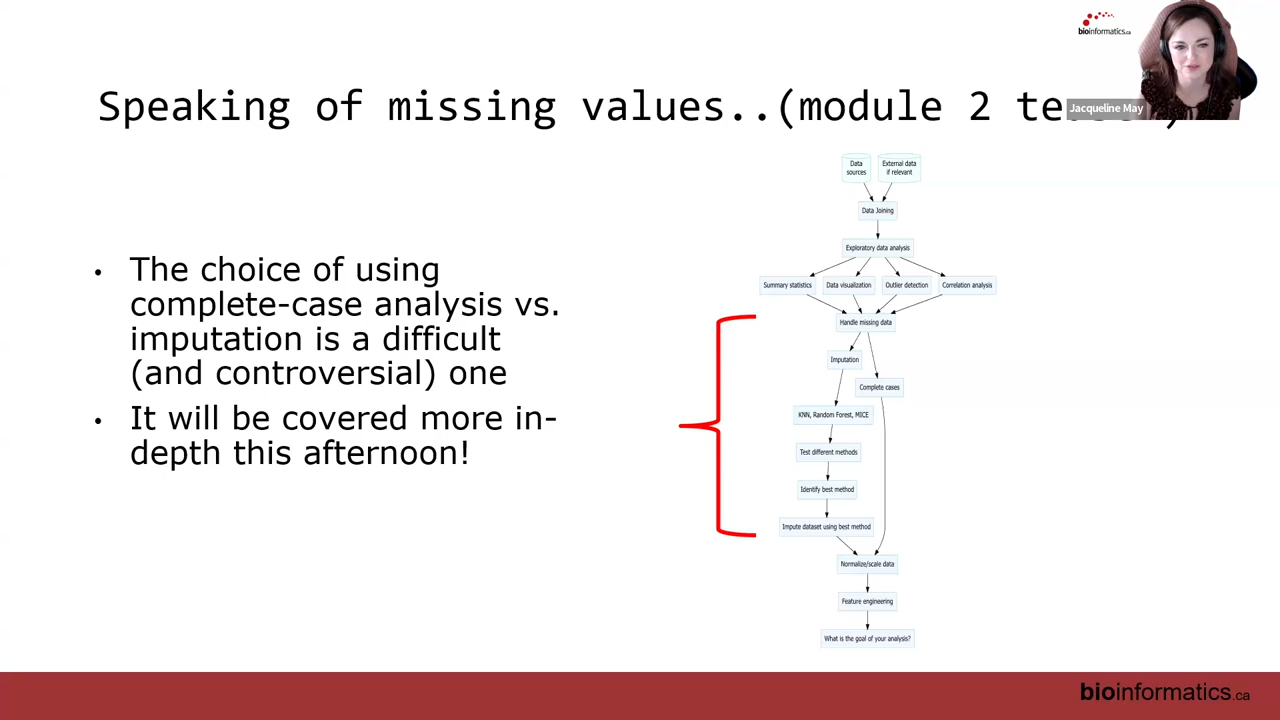 bioinformatics.ca
Jacqueline May
Speaking of missing values..(module 2
• The choice of using
complete-case analysis vs.
imputation is a difficult
(and controversial) one
• It will be covered more in-
depth this afternoon!
Data
sources
External data
if relevant
Data Joining
Exploratory data analysis
Summary statistics
Data visualization
Outlier detection
Correlation analysis
Handle missing data
Imputation
Complete cases
KNN, Random Forest, MICE
Test different methods
Identify best method
Impute dataset using best method
Normalize/scale data
Feature engineering
What is the goal of your analysis?
bioinformatics.ca